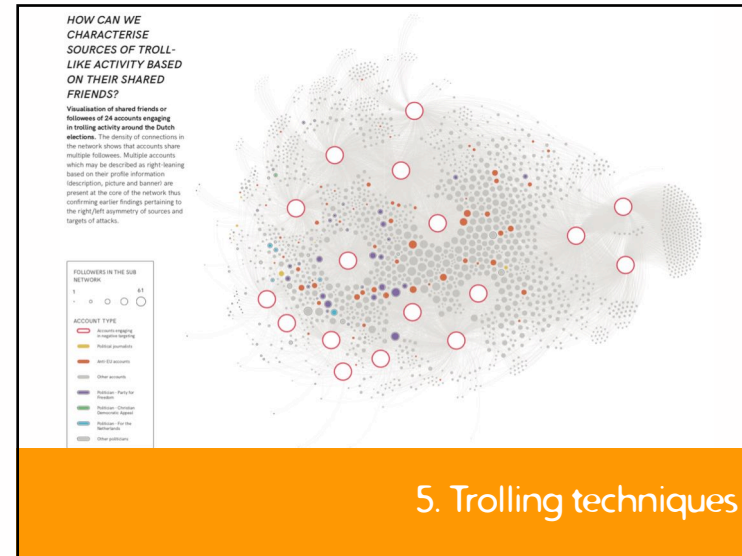 HOW CAN WE
CHARACTERISE
SOURCES OF TROLL-
LIKE ACTIVITY BASED
ON THEIR SHARED
FRIENDS?
Visualisation of shared friends or
followees of 24 accounts engaging
in trolling activity around the Dutch
elections. The density of connections in
the network shows that accounts share
multiple followees. Multiple accounts
which may be described as right-leaning
based on their profile information
(description, picture and banner) are
present at the core of the network thus
confirming earlier findings pertaining to
the right/left asymmetry of sources and
targets of attacks.
FOLLOWERS IN THE SUB
NETWORK
1 61
ACCOUNT TYPE
Accounts engaging
in negative targeting
Political journalists
Anti-EU accounts
Other accounts
Politician - Party for
Freedom
Politician - Christian
Democratic Appeal
Politician - For the
Netherlands
Other politicians
5. Trolling techniques